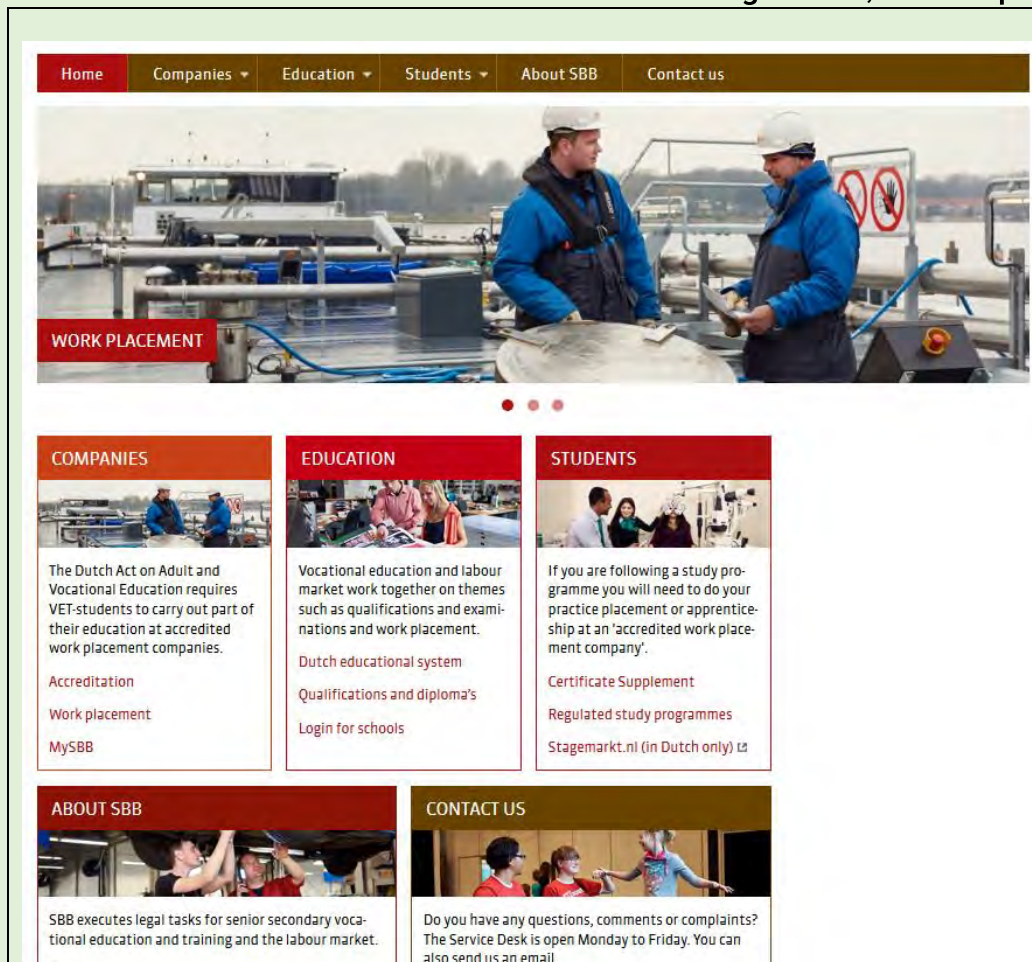 Home Companies Education Students About SBB Contact us
WORK PLACEMENT
COMPANIES
The Dutch Act on Adult and
Vocational Education requires
VET-students to carry out part of
their education at accredited
work placement companies.
Accreditation
Work placement
MySBB
EDUCATION
Vocational education and labour
market work together on themes
such as qualifications and exami-
nations and work placement.
Dutch educational system
Qualifications and diploma's
Login for schools
STUDENTS
If you are following a study pro-
gramme you will need to do your
practice placement or apprentice-
ship at an 'accredited work place-
ment company'.
Certificate Supplement
Regulated study programmes
Stagemarkt.nl (in Dutch only)
ABOUT SBB
SBB executes legal tasks for senior secondary voca-
tional education and training and the labour market.
CONTACT US
Do you have any questions, comments or complaints?
The Service Desk is open Monday to Friday. You can
also send us an email